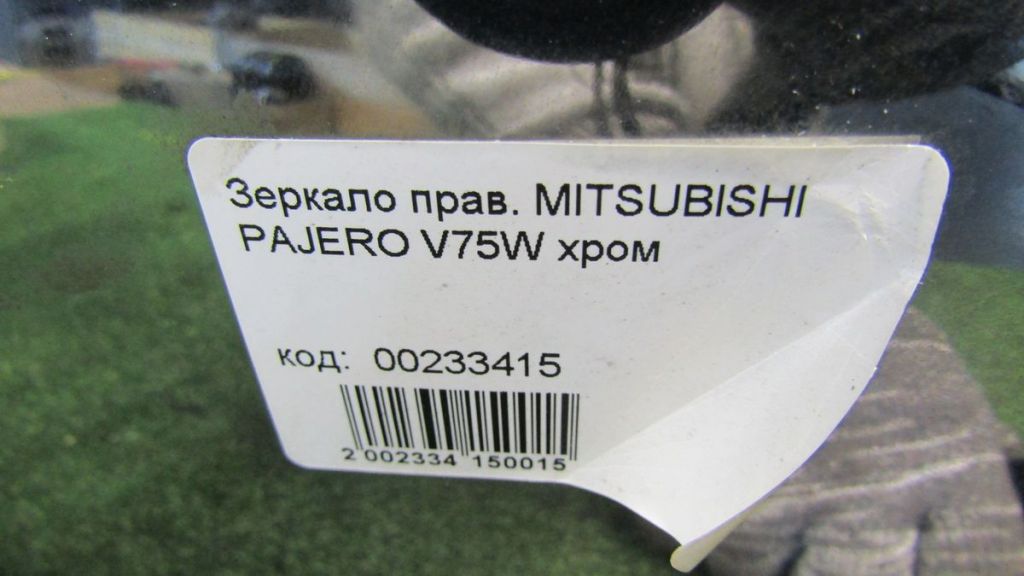 Зеркало прав. MITSUBISHI
PAJERO V75W хром
код: 00233415
2 002334 150015